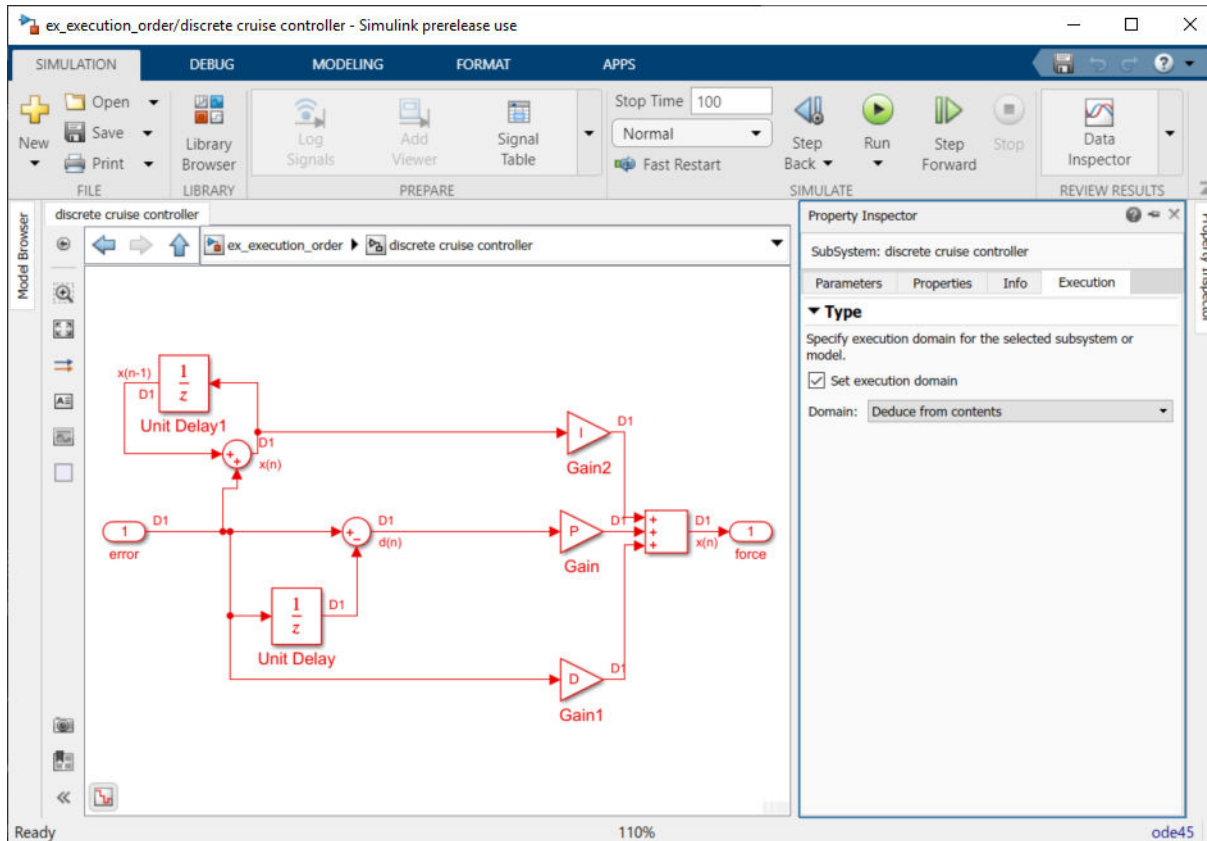 ex_execution_order/discrete cruise controller - Simulink prerelease use
SIMULATION DEBUG MODELING FORMAT APPS
New
Open
Save
Print
FILE
Library
Browser
LIBRARY
Log
Signals
Add
Viewer
Signal
Table
PREPARE
Stop Time 100
Normal
Fast Restart
Step
Back
Run
Step
Forward
Stop
SIMULATE
Data
Inspector
REVIEW RESULTS
Model Browser
discrete cruise controller
ex_execution_order discrete cruise controller
x(n-1)
D1
1
z
Unit Delay1
D1
x(n)
I
D1
Gain2
1
D1
error
+
+
+
−
D1
d(n)
P
D1
Gain
+
+
+
D1
x(n)
1
force
1
z
D1
Unit Delay
D
D1
Gain1
Property Inspector
SubSystem: discrete cruise controller
Parameters Properties Info Execution
Type
Specify execution domain for the selected subsystem or
model.
Set execution domain
Domain: Deduce from contents
Property Inspector
Ready 110% ode45